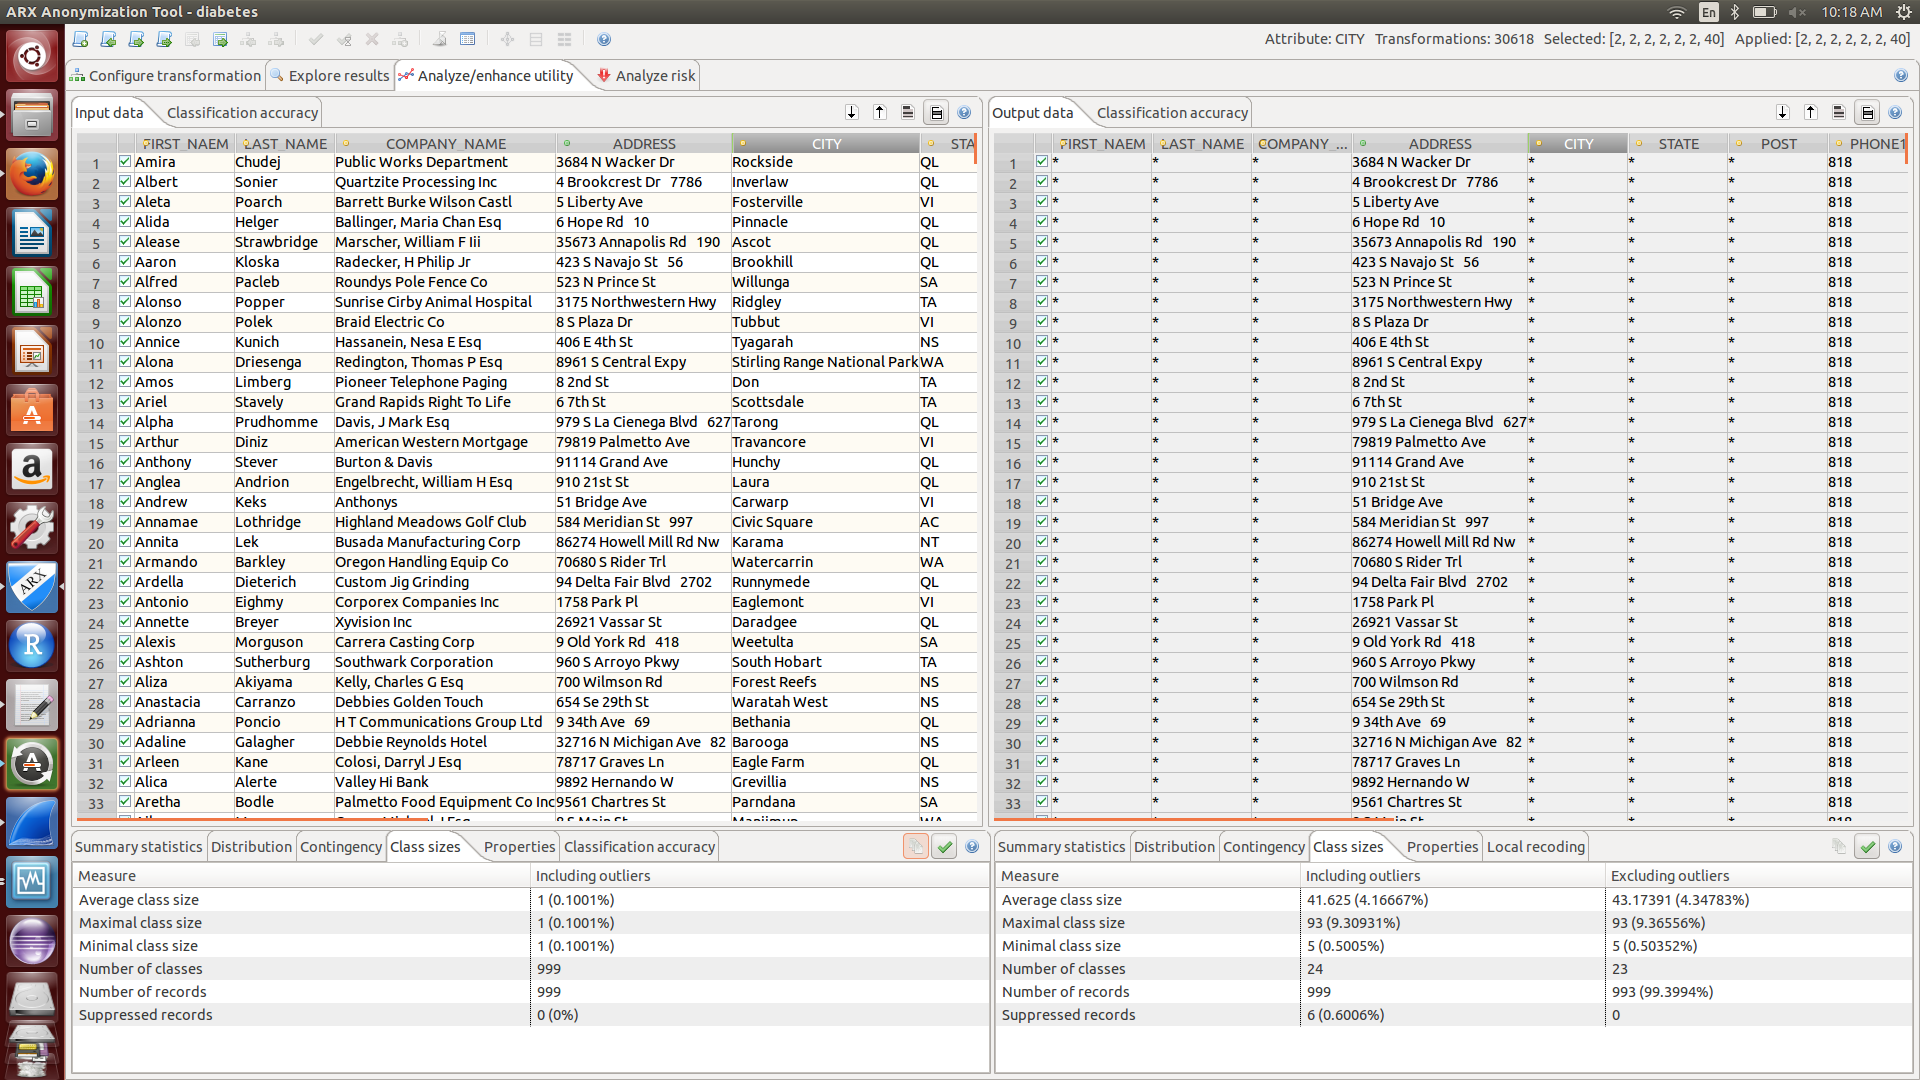 ARX Anonymization Tool - diabetes
En
10:18 AM
Attribute: CITY Transformations: 30618 Selected: [2, 2, 2, 2, 2, 2, 40] Applied: [2, 2, 2, 2, 2, 2, 40]
Configure transformation Explore results Analyze/enhance utility Analyze risk
Input data Classification accuracy
FIRST_NAEM LAST_NAME COMPANY_NAME ADDRESS CITY STA
1 Amira Chudej Public Works Department 3684 N Wacker Dr Rockside QL
2 Albert Sonier Quartzite Processing Inc 4 Brookcrest Dr 7786 Inverlaw QL
3 Aleta Poarch Barrett Burke Wilson Castl 5 Liberty Ave Fosterville VI
4 Alida Helger Ballinger, Maria Chan Esq 6 Hope Rd 10 Pinnacle QL
5 Alease Strawbridge Marscher, William F Iii 35673 Annapolis Rd 190 Ascot QL
6 Aaron Kloska Radecker, H Philip Jr 423 S Navajo St 56 Brookhill QL
7 Alfred Pacleb Roundys Pole Fence Co 523 N Prince St Willunga SA
8 Alonso Popper Sunrise Cirby Animal Hospital 3175 Northwestern Hwy Ridgley TA
9 Alonzo Polek Braid Electric Co 8 S Plaza Dr Tubbut VI
10 Annice Kunich Hassanein, Nesa E Esq 406 E 4th St Tyagarah NS
11 Alona Driesenga Redington, Thomas P Esq 8961 S Central Expy Stirling Range National Park WA
12 Amos Limberg Pioneer Telephone Paging 8 2nd St Don TA
13 Ariel Stavely Grand Rapids Right To Life 6 7th St Scottsdale TA
14 Alpha Prudhomme Davis, J Mark Esq 979 S La Cienega Blvd 627 Tarong QL
15 Arthur Diniz American Western Mortgage 79819 Palmetto Ave Travancore VI
16 Anthony Stever Burton & Davis 91114 Grand Ave Hunchy QL
17 Anglea Andrion Engelbrecht, William H Esq 910 21st St Laura QL
18 Andrew Keks Anthonys 51 Bridge Ave Carwarp VI
19 Annamae Lothridge Highland Meadows Golf Club 584 Meridian St 997 Civic Square AC
20 Annita Lek Busada Manufacturing Corp 86274 Howell Mill Rd Nw Karama NT
21 Armando Barkley Oregon Handling Equip Co 70680 S Rider Trl Watercarrin WA
22 Ardella Dieterich Custom Jig Grinding 94 Delta Fair Blvd 2702 Runnymede QL
23 Antonio Eighmy Corporex Companies Inc 1758 Park Pl Eaglemont VI
24 Annette Breyer Xyvision Inc 26921 Vassar St Daradgee QL
25 Alexis Morguson Carrera Casting Corp 9 Old York Rd 418 Weetulta SA
26 Ashton Sutherburg Southwark Corporation 960 S Arroyo Pkwy South Hobart TA
27 Aliza Akiyama Kelly, Charles G Esq 700 Wilmson Rd Forest Reefs NS
28 Anastacia Carranzo Debbies Golden Touch 654 Se 29th St Waratah West NS
29 Adrianna Poncio H T Communications Group Ltd 9 34th Ave 69 Bethania QL
30 Adaline Galagher Debbie Reynolds Hotel 32716 N Michigan Ave 82 Barooga NS
31 Arleen Kane Colosi, Darryl J Esq 78717 Graves Ln Eagle Farm QL
32 Alica Alerte Valley Hi Bank 9892 Hernando W Grevillia NS
33 Aretha Bodle Palmetto Food Equipment Co Inc 9561 Chartres St Parndana SA
Output data Classification accuracy
FIRST_NAEM LAST_NAME COMPANY_... ADDRESS CITY STATE POST PHONE1
1 * * * 3684 N Wacker Dr * * * 818
2 * * * 4 Brookcrest Dr 7786 * * * 818
3 * * * 5 Liberty Ave * * * 818
4 * * * 6 Hope Rd 10 * * * 818
5 * * * 35673 Annapolis Rd 190 * * * 818
6 * * * 423 S Navajo St 56 * * * 818
7 * * * 523 N Prince St * * * 818
8 * * * 3175 Northwestern Hwy * * * 818
9 * * * 8 S Plaza Dr * * * 818
10 * * * 406 E 4th St * * * 818
11 * * * 8961 S Central Expy * * * 818
12 * * * 8 2nd St * * * 818
13 * * * 6 7th St * * * 818
14 * * * 979 S La Cienega Blvd 627 * * * 818
15 * * * 79819 Palmetto Ave * * * 818
16 * * * 91114 Grand Ave * * * 818
17 * * * 910 21st St * * * 818
18 * * * 51 Bridge Ave * * * 818
19 * * * 584 Meridian St 997 * * * 818
20 * * * 86274 Howell Mill Rd Nw * * * 818
21 * * * 70680 S Rider Trl * * * 818
22 * * * 94 Delta Fair Blvd 2702 * * * 818
23 * * * 1758 Park Pl * * * 818
24 * * * 26921 Vassar St * * * 818
25 * * * 9 Old York Rd 418 * * * 818
26 * * * 960 S Arroyo Pkwy * * * 818
27 * * * 700 Wilmson Rd * * * 818
28 * * * 654 Se 29th St * * * 818
29 * * * 9 34th Ave 69 * * * 818
30 * * * 32716 N Michigan Ave 82 * * * 818
31 * * * 78717 Graves Ln * * * 818
32 * * * 9892 Hernando W * * * 818
33 * * * 9561 Chartres St * * * 818
Summary statistics Distribution Contingency Class sizes Properties Classification accuracy
Measure Including outliers
Average class size 1 (0.1001%)
Maximal class size 1 (0.1001%)
Minimal class size 1 (0.1001%)
Number of classes 999
Number of records 999
Suppressed records 0 (0%)
Summary statistics Distribution Contingency Class sizes Properties Local recoding
Measure Including outliers Excluding outliers
Average class size 41.625 (4.16667%) 43.17391 (4.34783%)
Maximal class size 93 (9.30931%) 93 (9.36556%)
Minimal class size 5 (0.5005%) 5 (0.50352%)
Number of classes 24 23
Number of records 999 993 (99.3994%)
Suppressed records 6 (0.6006%) 0
a
ARX
R